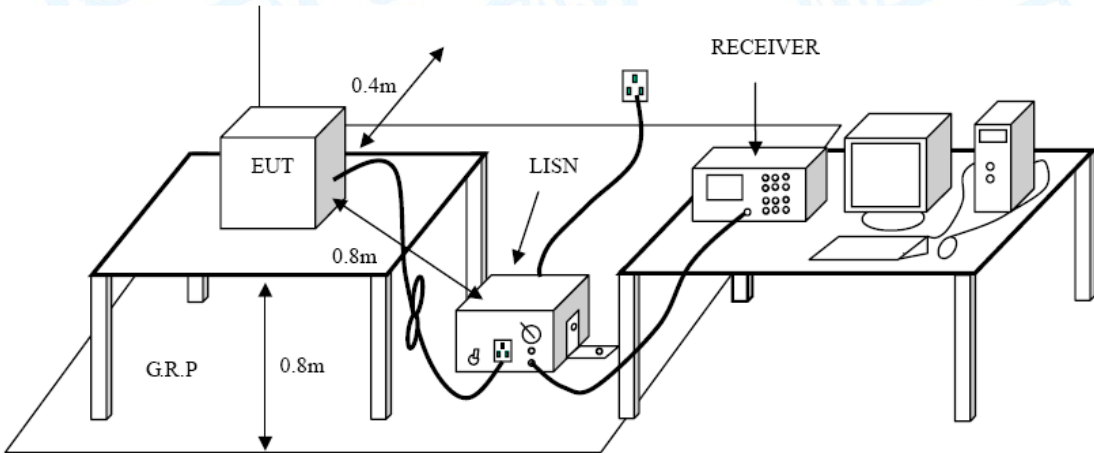 RECEIVER
0.4m
EUT
LISN
0.8m
G.R.P
0.8m